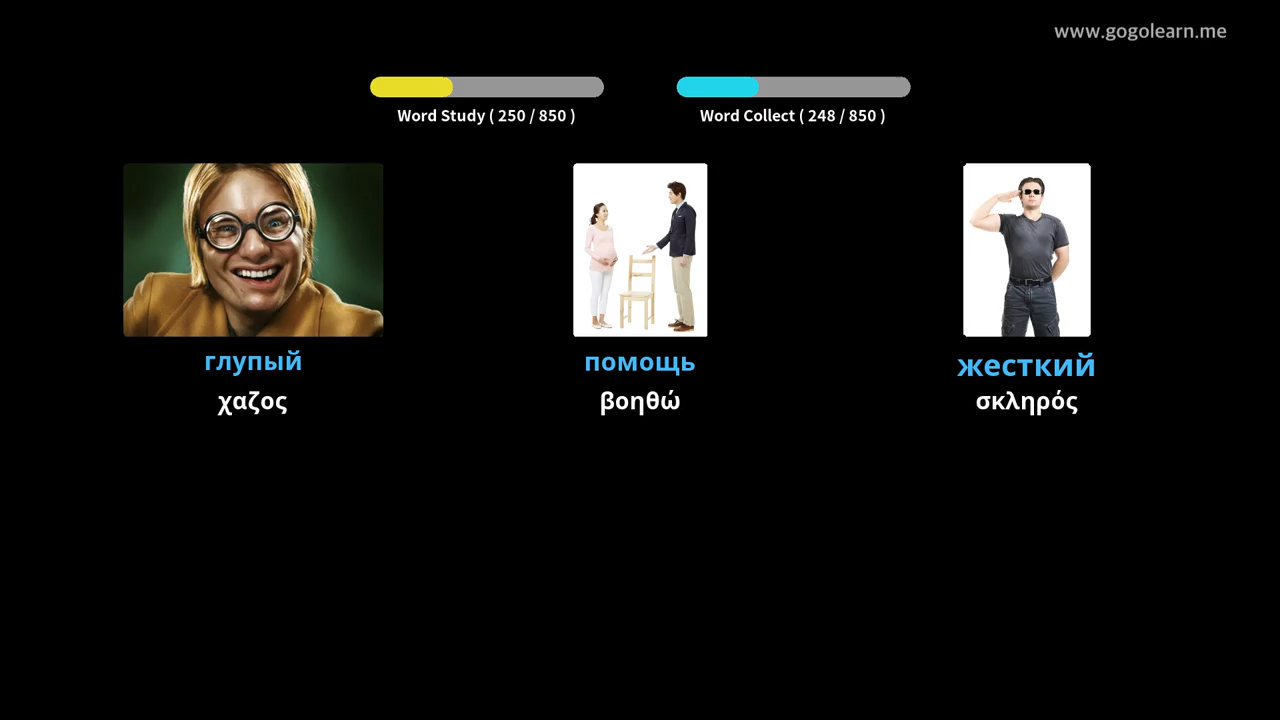 www.gogolearn.me
Word Study ( 250 / 850 )
Word Collect ( 248 / 850 )
глупый
помощь
жесткий
χαζος
βοηθώ
σκληρός